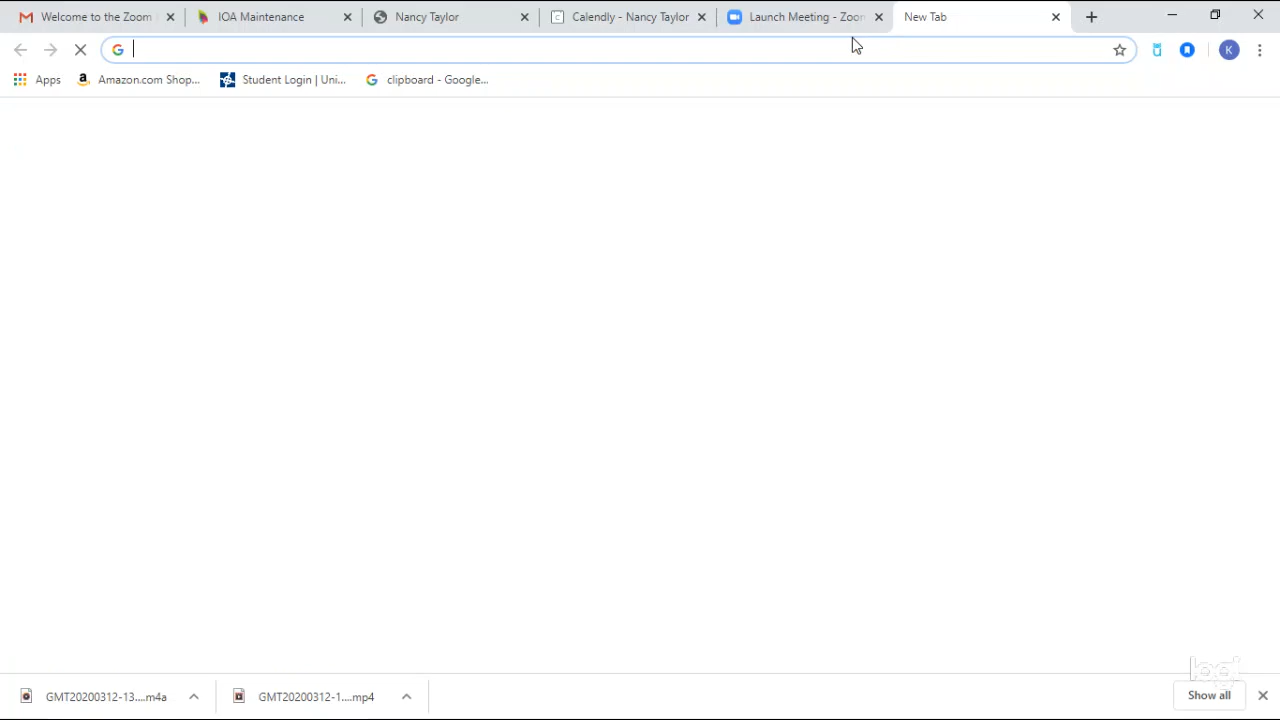 Welcome to the Zoom
IOA Maintenance
Nancy Taylor
Calendly - Nancy Taylor
Launch Meeting - Zoom
New Tab
Apps
Amazon.com Shop...
Student Login | Uni...
clipboard - Google...
K
GMT20200312-13....m4a
GMT20200312-1....mp4
Show all